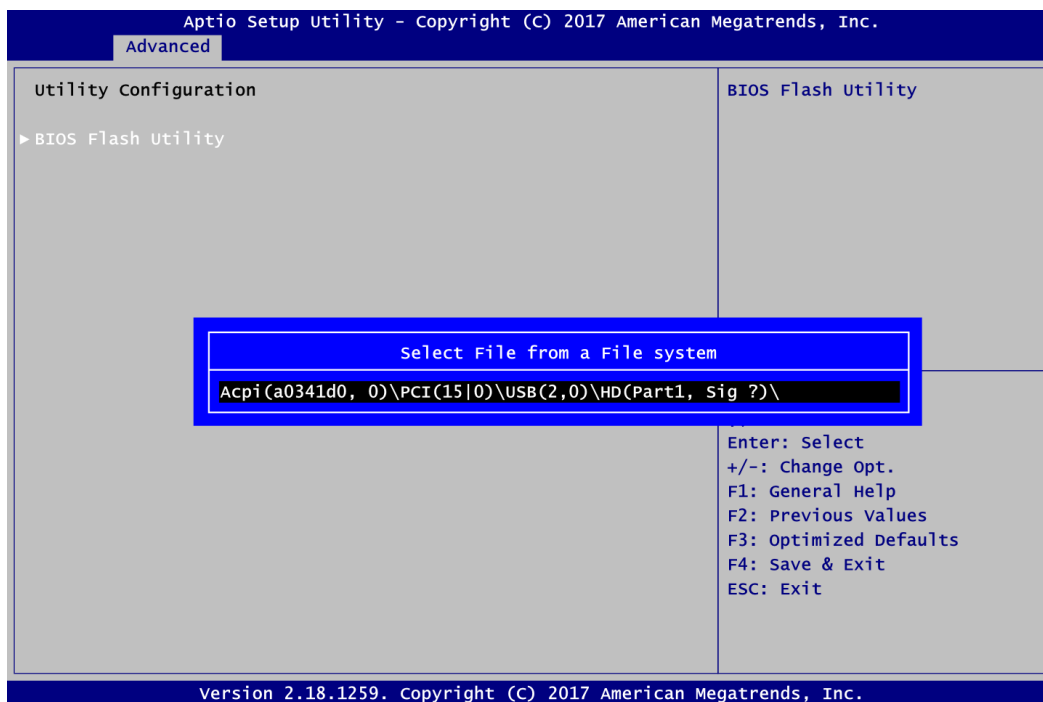 Aptio Setup Utility - Copyright (C) 2017 American Megatrends, Inc.
Advanced
Utility Configuration
BIOS Flash Utility
▶ BIOS Flash Utility
Select File from a File system
Acpi(a0341d0, 0)\PCI(15|0)\USB(2,0)\HD(Part1, Sig ?)\
Enter: Select
+/-: Change Opt.
F1: General Help
F2: Previous Values
F3: Optimized Defaults
F4: Save & Exit
ESC: Exit
Version 2.18.1259. Copyright (C) 2017 American Megatrends, Inc.